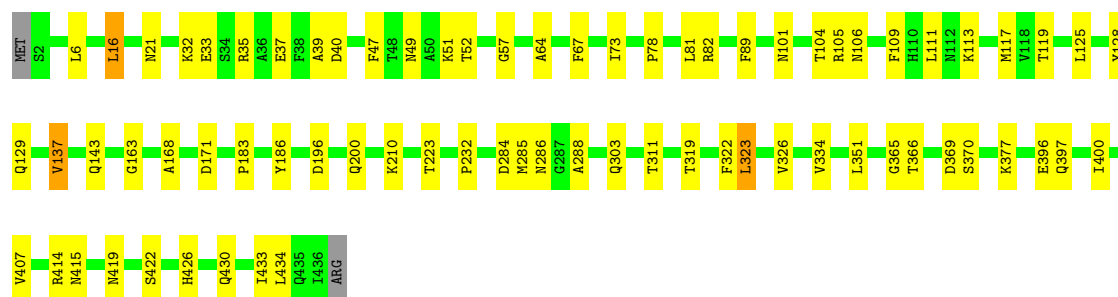 MET S2 L6 L16 N21 K32 E33 S34 R35 A36 E37 F38 A39 D40 F47 T48 N49 A50 K51 T52 G57 A64 F67 I73 P78 L81 R82 F89 N101 T104 R105 N106 F109 H110 L111 N112 K113 M117 V118 T119 L125
Q129 V137 Q143 G163 A168 D171 P183 Y186 D196 Q200 K210 T223 P232 D284 M285 N286 G287 A288 Q303 T311 T319 F322 L323 V326 V334 L351 G365 T366 D369 S370 K377 E396 Q397 I400
V407 R414 N415 N419 S422 H426 Q430 I433 L434 Q435 I436 ARG